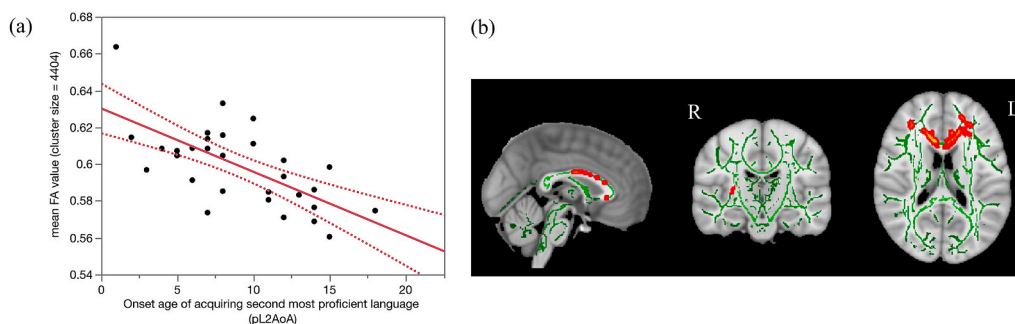 (a)
mean FA value (cluster size = 4404)
0.68
0.66
0.64
0.62
0.6
0.58
0.56
0.54
0 5 10 15 20
Onset age of acquiring second most proficient language
(pL2AoA)
(b)
R
L